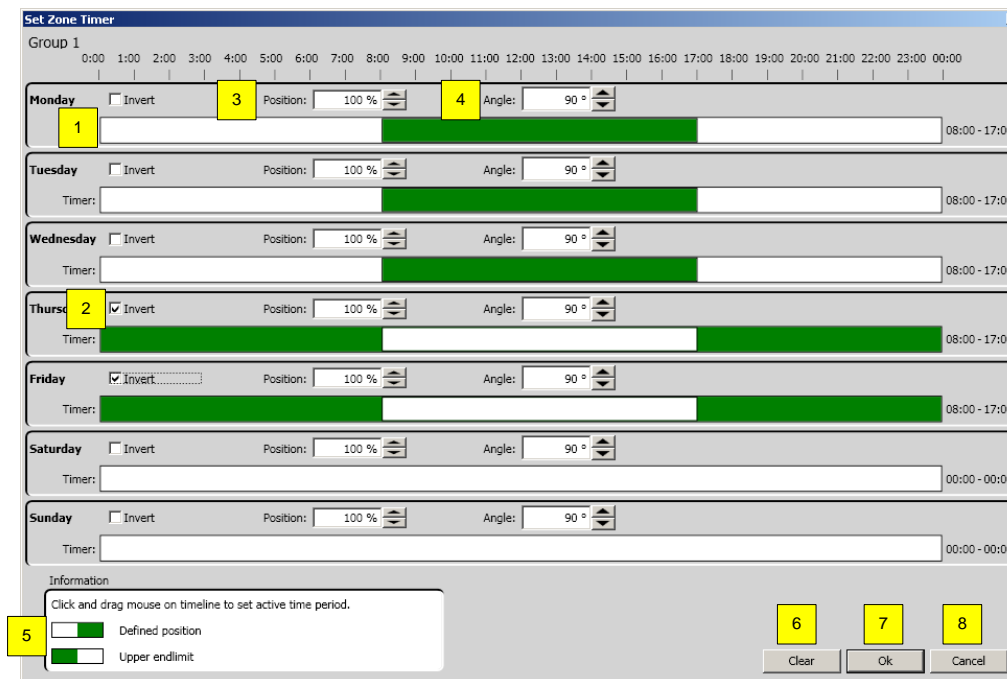 Set Zone Timer
Group 1
0:00 1:00 2:00 3:00 4:00 5:00 6:00 7:00 8:00 9:00 10:00 11:00 12:00 13:00 14:00 15:00 16:00 17:00 18:00 19:00 20:00 21:00 22:00 23:00 00:00
Monday Invert 3 Position: 100 % 4 Angle: 90 °
1 08:00 - 17:0
Tuesday Invert Position: 100 % Angle: 90 °
Timer: 08:00 - 17:0
Wednesday Invert Position: 100 % Angle: 90 °
Timer: 08:00 - 17:0
Thursd 2 Invert Position: 100 % Angle: 90 °
Timer: 08:00 - 17:0
Friday Invert Position: 100 % Angle: 90 °
Timer: 08:00 - 17:0
Saturday Invert Position: 100 % Angle: 90 °
Timer: 00:00 - 00:0
Sunday Invert Position: 100 % Angle: 90 °
Timer: 00:00 - 00:0
Information
Click and drag mouse on timeline to set active time period.
5 Defined position
Upper endlimit
6 7 8
Clear Ok Cancel